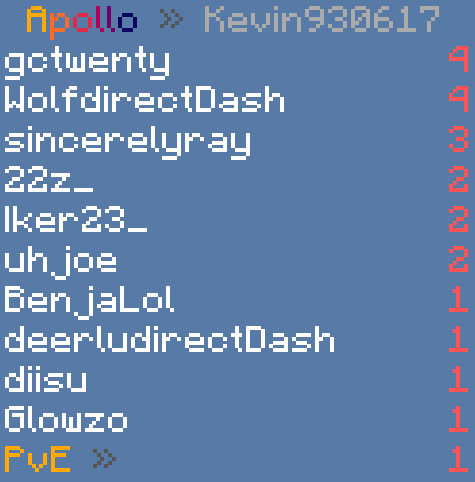 Apollo » Kevin930617
gctwenty 4
WolfdirectDash 4
sincerelyray 3
22z_ 2
Iker23_ 2
uhjoe 2
BenjaLol 1
deerludirectDash 1
diisu 1
Glowzo 1
PvE » 1